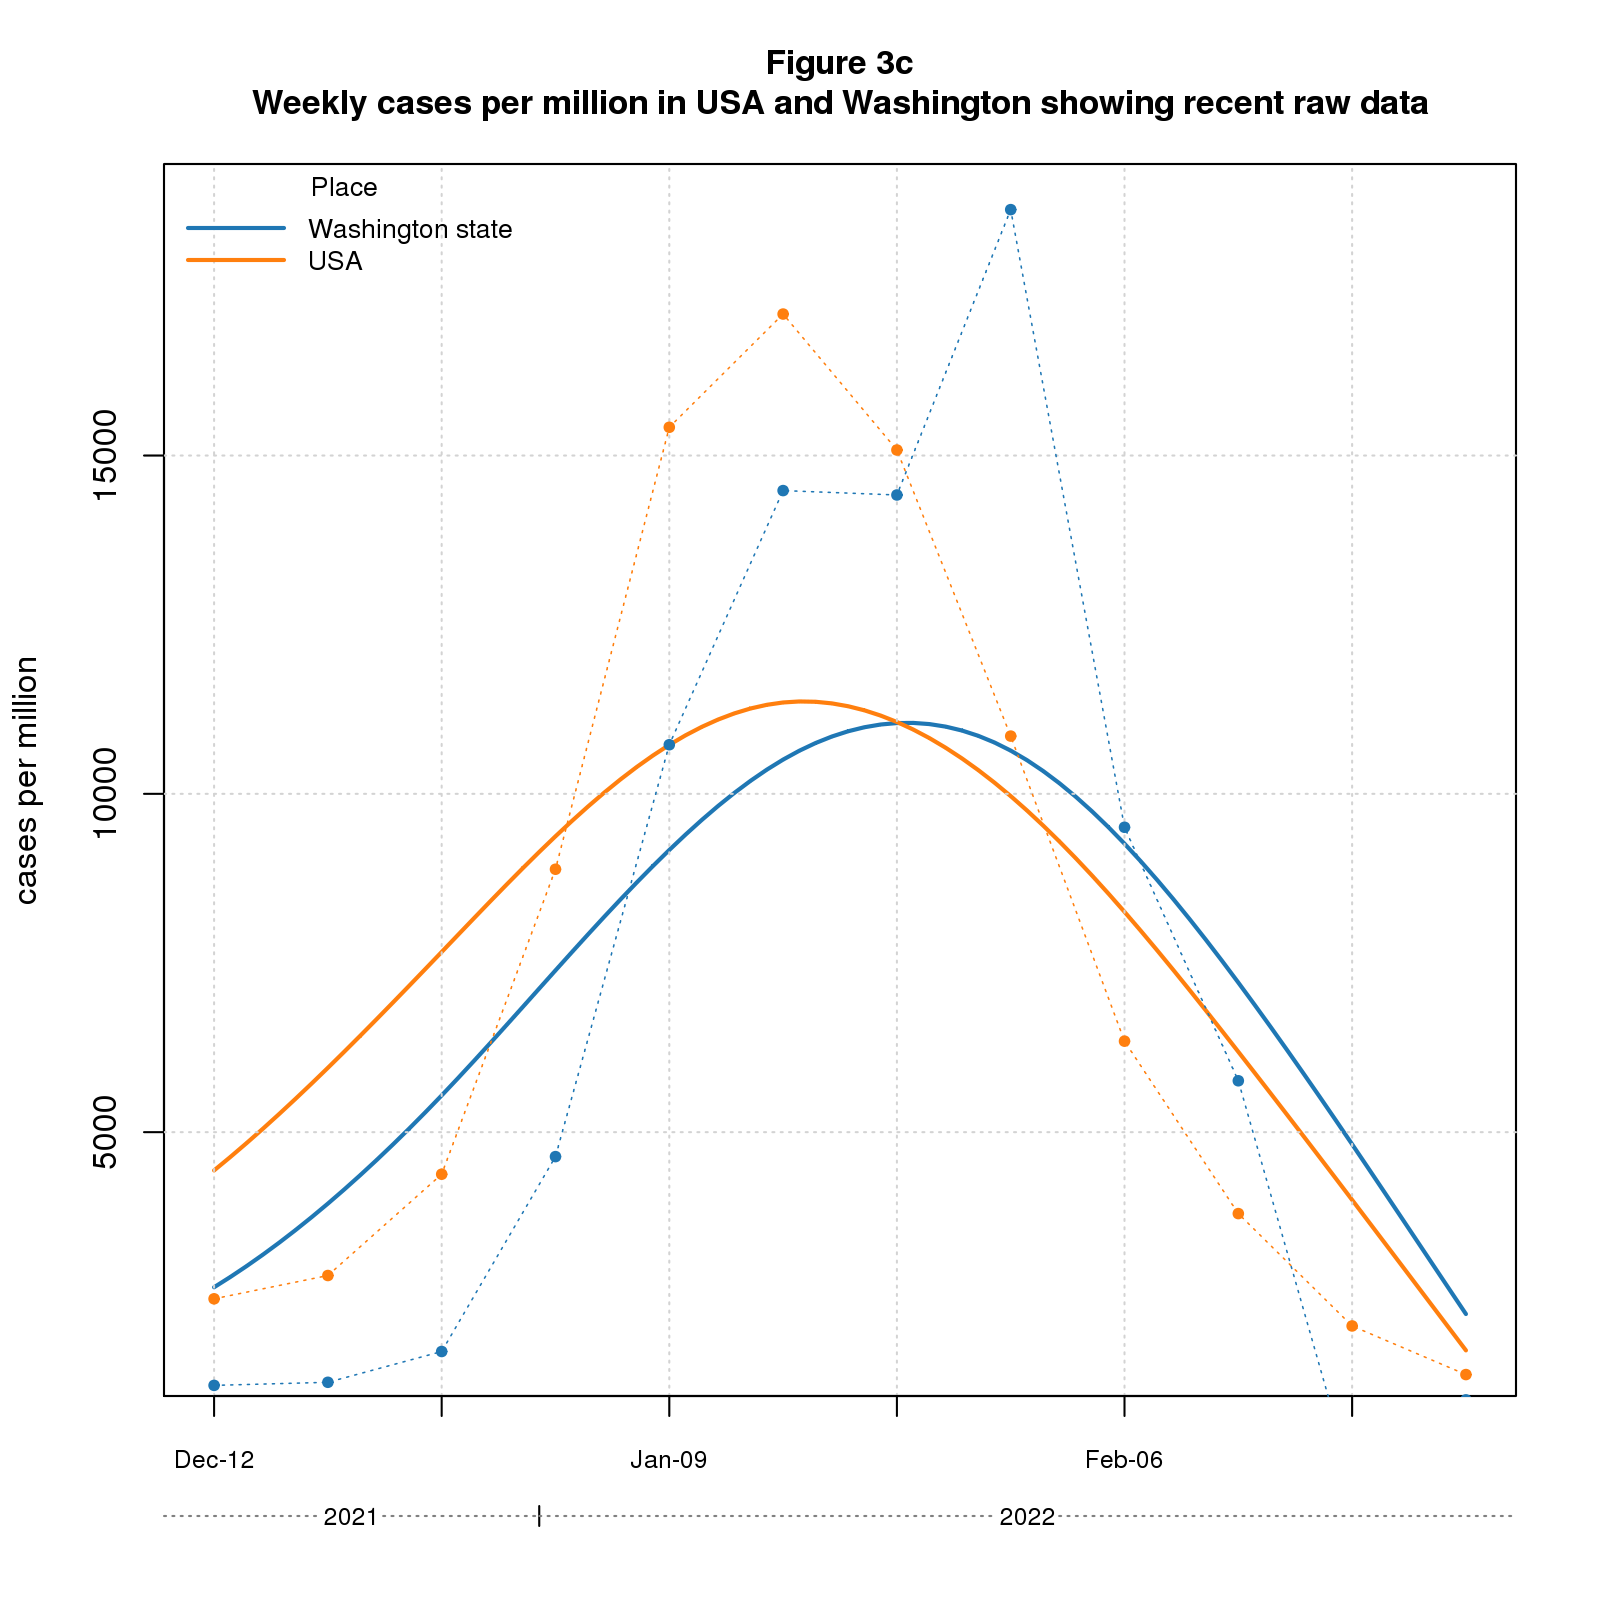 Figure 3c
Weekly cases per million in USA and Washington showing recent raw data
Place
Washington state
USA
cases per million
15000
10000
5000
Dec-12
Jan-09
Feb-06
2021
2022